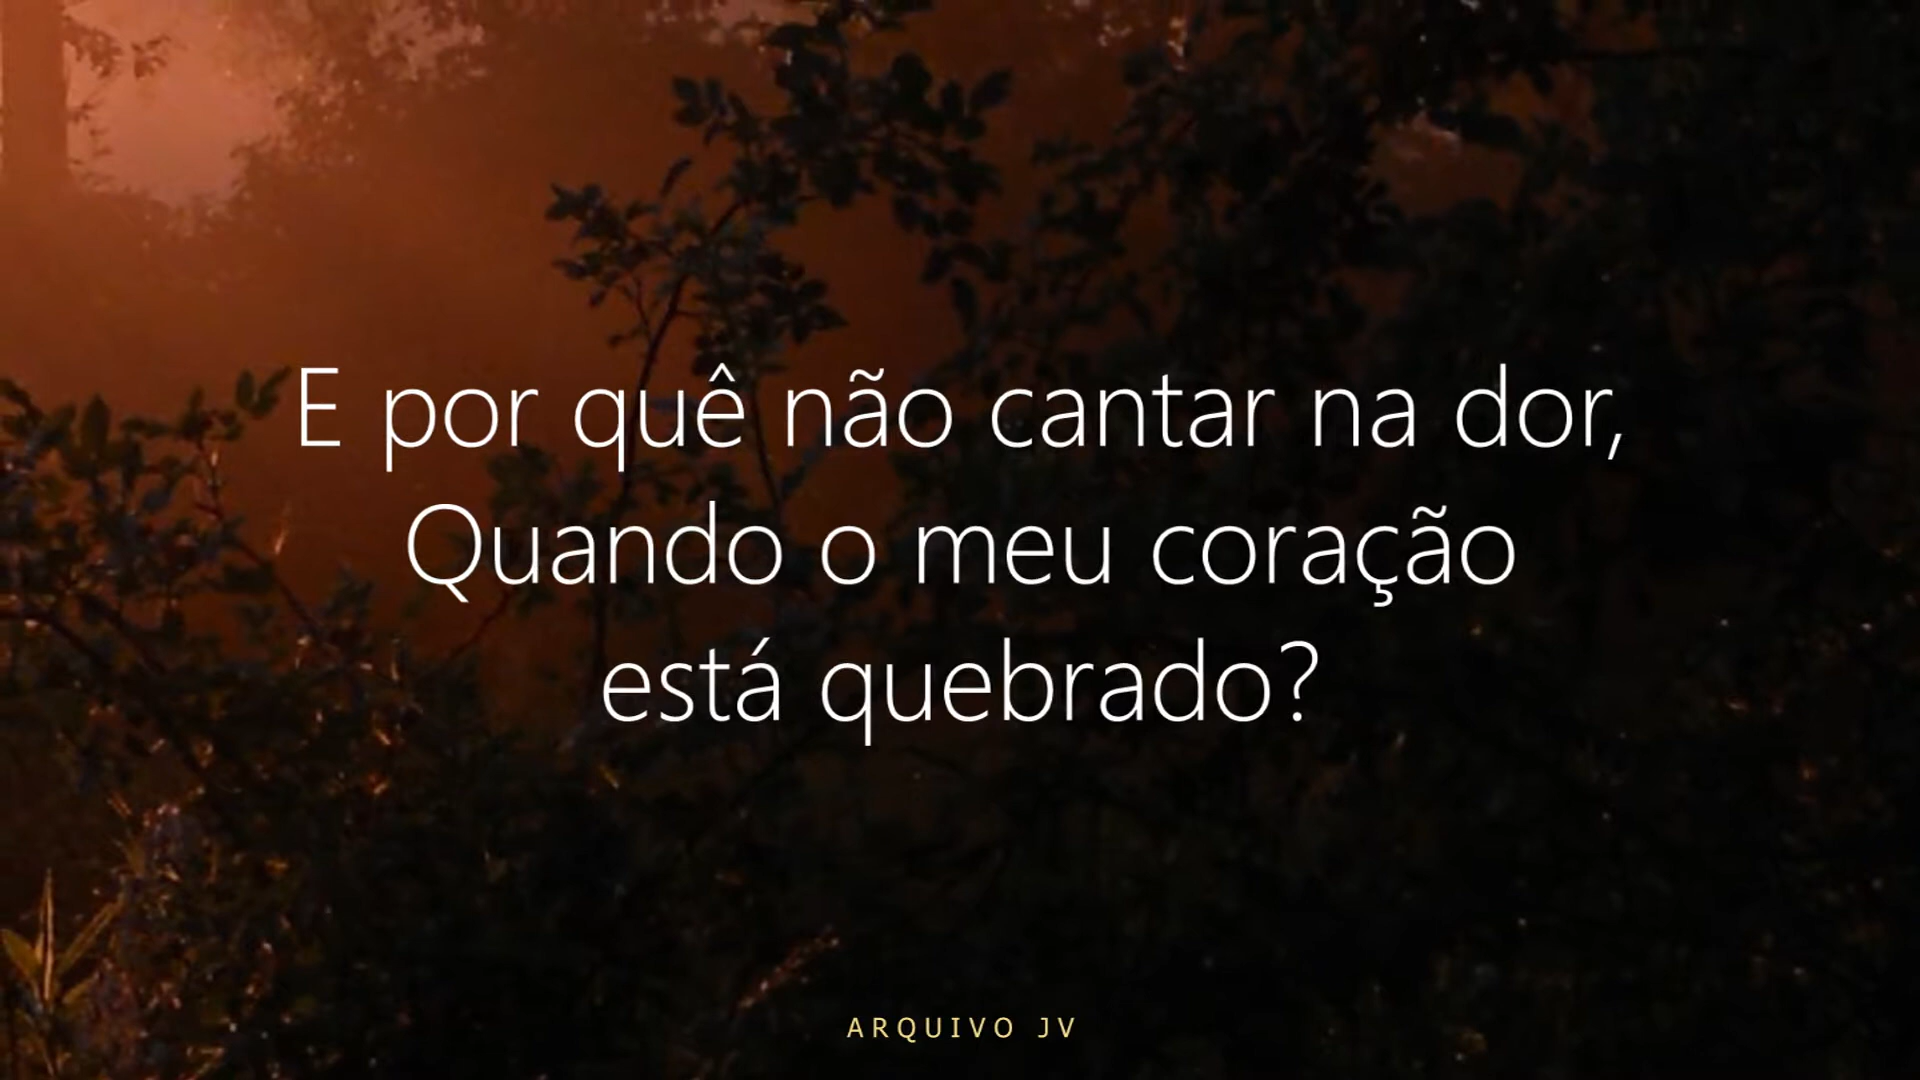 E por quê não cantar na dor,
Quando o meu coração
está quebrado?
ARQUIVO JV